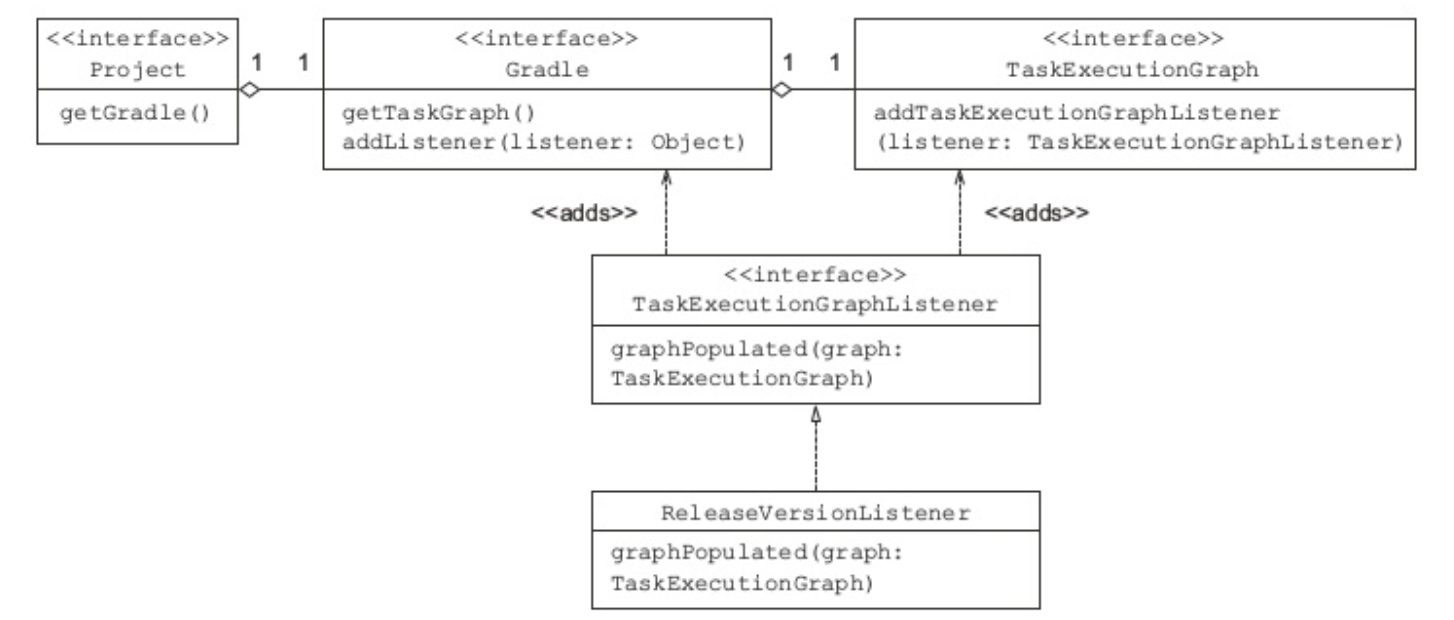 <<interface>>
Project
getGradle()
1
1
<<interface>>
Gradle
getTaskGraph()
addListener(listener: Object)
1
1
<<interface>>
TaskExecutionGraph
addTaskExecutionGraphListener
(listener: TaskExecutionGraphListener)
<<adds>>
<<adds>>
<<interface>>
TaskExecutionGraphListener
graphPopulated(graph:
TaskExecutionGraph)
ReleaseVersionListener
graphPopulated(graph:
TaskExecutionGraph)